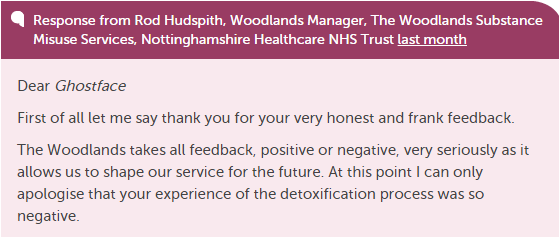 Response from Rod Hudspith, Woodlands Manager, The Woodlands Substance
Misuse Services, Nottinghamshire Healthcare NHS Trust last month
Dear Ghostface
First of all let me say thank you for your very honest and frank feedback.
The Woodlands takes all feedback, positive or negative, very seriously as it
allows us to shape our service for the future. At this point I can only
apologise that your experience of the detoxification process was so
negative.